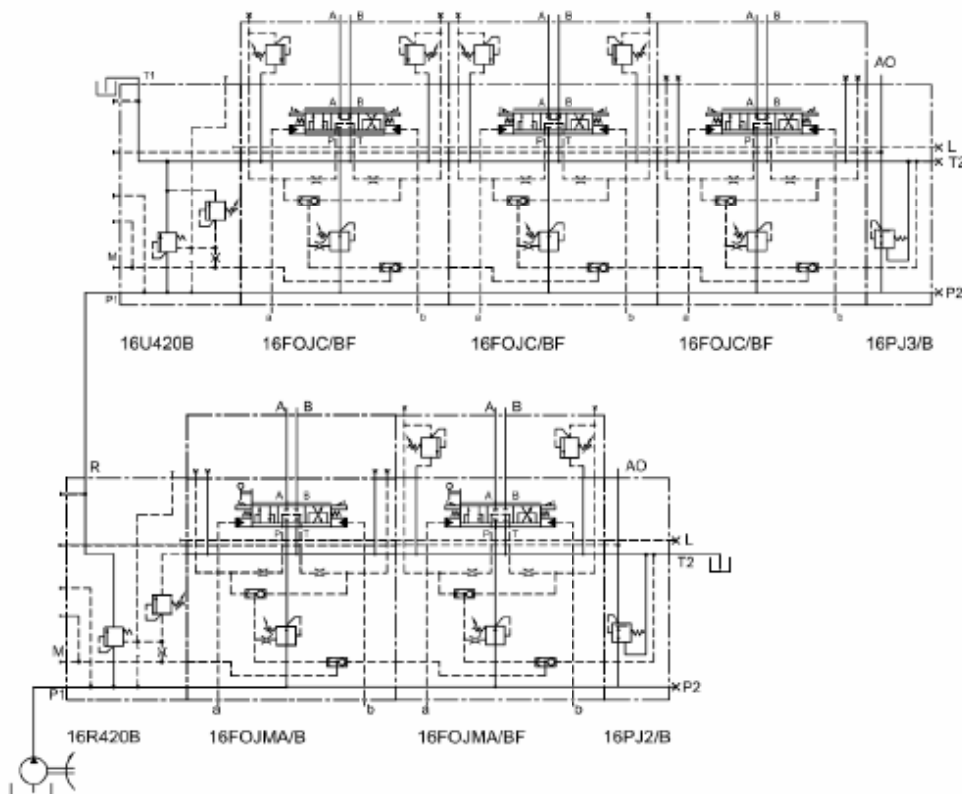 A B A B A B
AO
T1
A B A B A B
P T P T P T
L
T2
M
P1
P2
a b a b a b
16U420B 16FOJC/BF 16FOJC/BF 16FOJC/BF 16PJ3/B
A B A B
R
AO
A B A B
P T P T
L
T2
M
P1
P2
a b a b
16R420B 16FOJMA/B 16FOJMA/BF 16PJ2/B